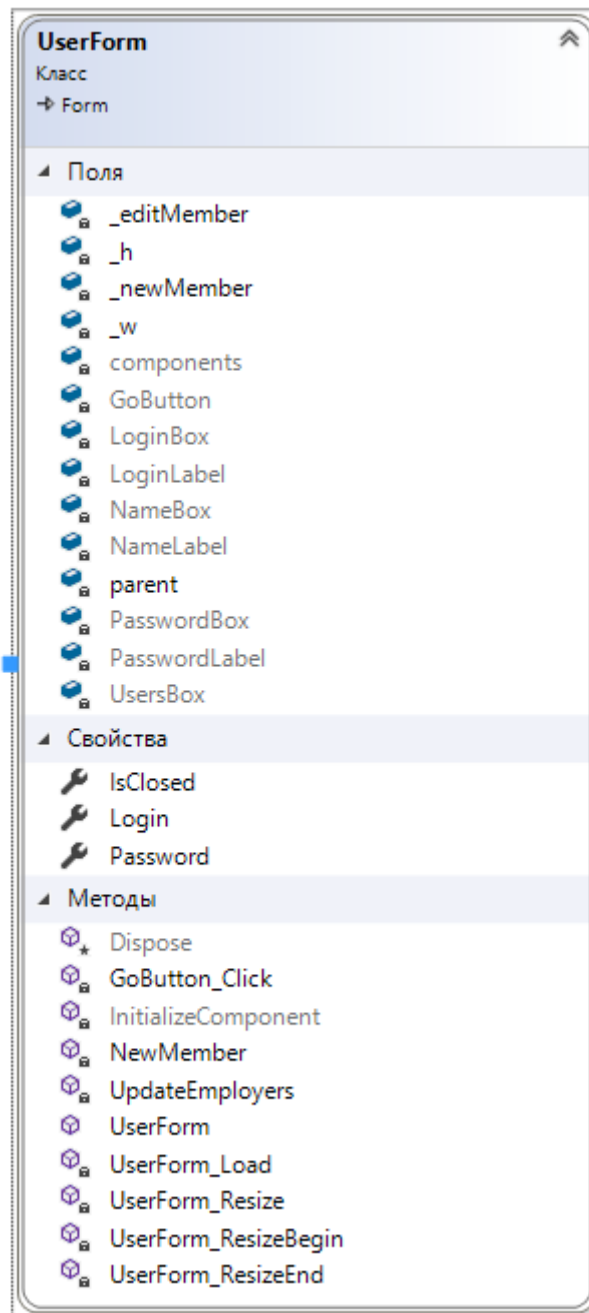 UserForm
Класс
Form
Поля
_editMember
_h
_newMember
_w
components
GoButton
LoginBox
LoginLabel
NameBox
NameLabel
parent
PasswordBox
PasswordLabel
UsersBox
Свойства
IsClosed
Login
Password
Методы
Dispose
GoButton_Click
InitializeComponent
NewMember
UpdateEmployers
UserForm
UserForm_Load
UserForm_Resize
UserForm_ResizeBegin
UserForm_ResizeEnd